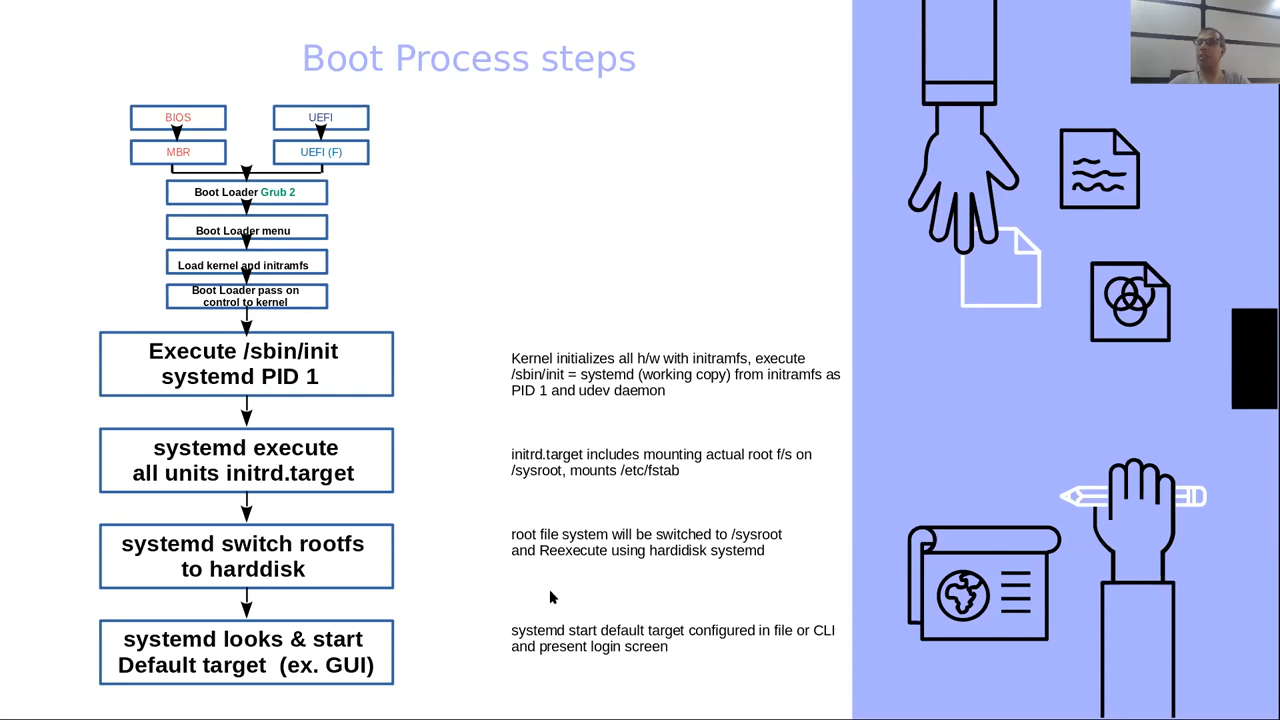 Boot Process steps
BIOS
UEFI
MBR
UEFI (F)
Boot Loader Grub 2
Boot Loader menu
Load kernel and initramfs
Boot Loader pass on
control to kernel
Execute /sbin/init
systemd PID 1
Kernel initializes all h/w with initramfs, execute
/sbin/init = systemd (working copy) from initramfs as
PID 1 and udev daemon
systemd execute
all units initrd.target
initrd.target includes mounting actual root f/s on
/sysroot, mounts /etc/fstab
systemd switch rootfs
to harddisk
root file system will be switched to /sysroot
and Reexecute using hardidisk systemd
systemd looks & start
Default target (ex. GUI)
systemd start default target configured in file or CLI
and present login screen